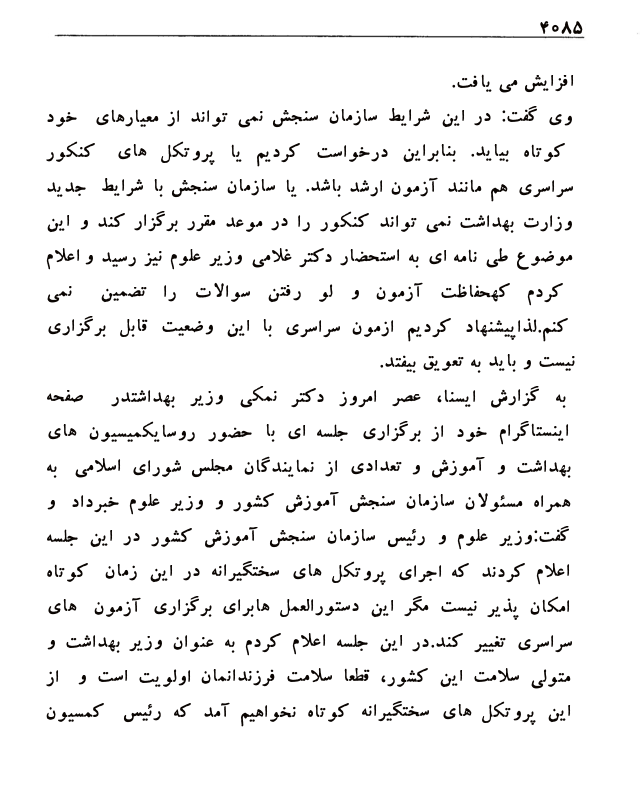 ۴۰۸۵
افزایش می یافت.
وی گفت: در این شرایط سازمان سنجش نمی تواند از معیارهای خود
کوتاه بیاید. بنابراین درخواست کردیم یا پروتکل های کنکور
سراسری هم مانند آزمون ارشد باشد. یا سازمان سنجش با شرایط جدید
وزارت بهداشت نمی تواند کنکور را در موعد مقرر برگزار کند و این
موضوع طی نامه ای به استحضار دکتر غلامی وزیر علوم نیز رسید و اعلام
کردم کهحفاظت آزمون و لو رفتن سوالات را تضمین نمی
کنم.لذاپیشنهاد کردیم ازمون سراسری با این وضعیت قابل برگزاری
نیست و باید به تعویق بیفتد.
به گزارش ایسنا، عصر امروز دکتر نمکی وزیر بهداشتدر صفحه
اینستاگرام خود از برگزاری جلسه ای با حضور روسایکمیسیون های
بهداشت و آموزش و تعدادی از نمایندگان مجلس شورای اسلامی به
همراه مسئولان سازمان سنجش آموزش کشور و وزیر علوم خبرداد و
گفت:وزیر علوم و رئیس سازمان سنجش آموزش کشور در این جلسه
اعلام کردند که اجرای پروتکل های سختگیرانه در این زمان کوتاه
امکان پذیر نیست مگر این دستورالعمل هابرای برگزاری آزمون های
سراسری تغییر کند.در این جلسه اعلام کردم به عنوان وزیر بهداشت و
متولی سلامت این کشور، قطعا سلامت فرزندانمان اولویت است و از
این پروتکل های سختگیرانه کوتاه نخواهیم آمد که رئیس کمسیون